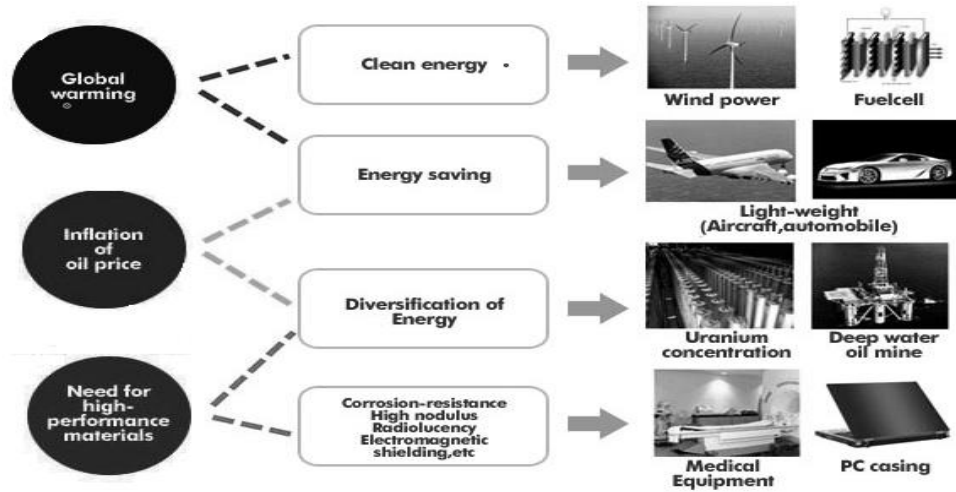 Global
warming
Clean energy
Wind power
Fuelcell
Energy saving
Light-weight
(Aircraft,automobile)
Inflation
of
oil price
Diversification of
Energy
Uranium
concentration
Deep water
oil mine
Need for
high-
performance
materials
Corrosion-resistance
High nodulus
Radiolucency
Electromagnetic
shielding,etc
Medical
Equipment
PC casing